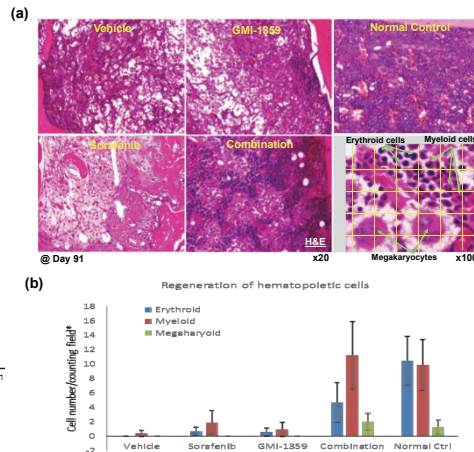 (a)
Vehicle
GMI-1359
Normal Control
Sorafenib
Combination
Erythroid cells
Myeloid cells
H&E
Megakaryocytes
@ Day 91
x20
x100
(b)
Regeneration of hematopoietic cells
Cell number/counting field*
18
16
14
12
10
8
6
4
2
0
-2
Erythroid
Myeloid
Megakaryoid
Vehicle
Sorafenib
GMI-1359
Combination
Normal Ctrl